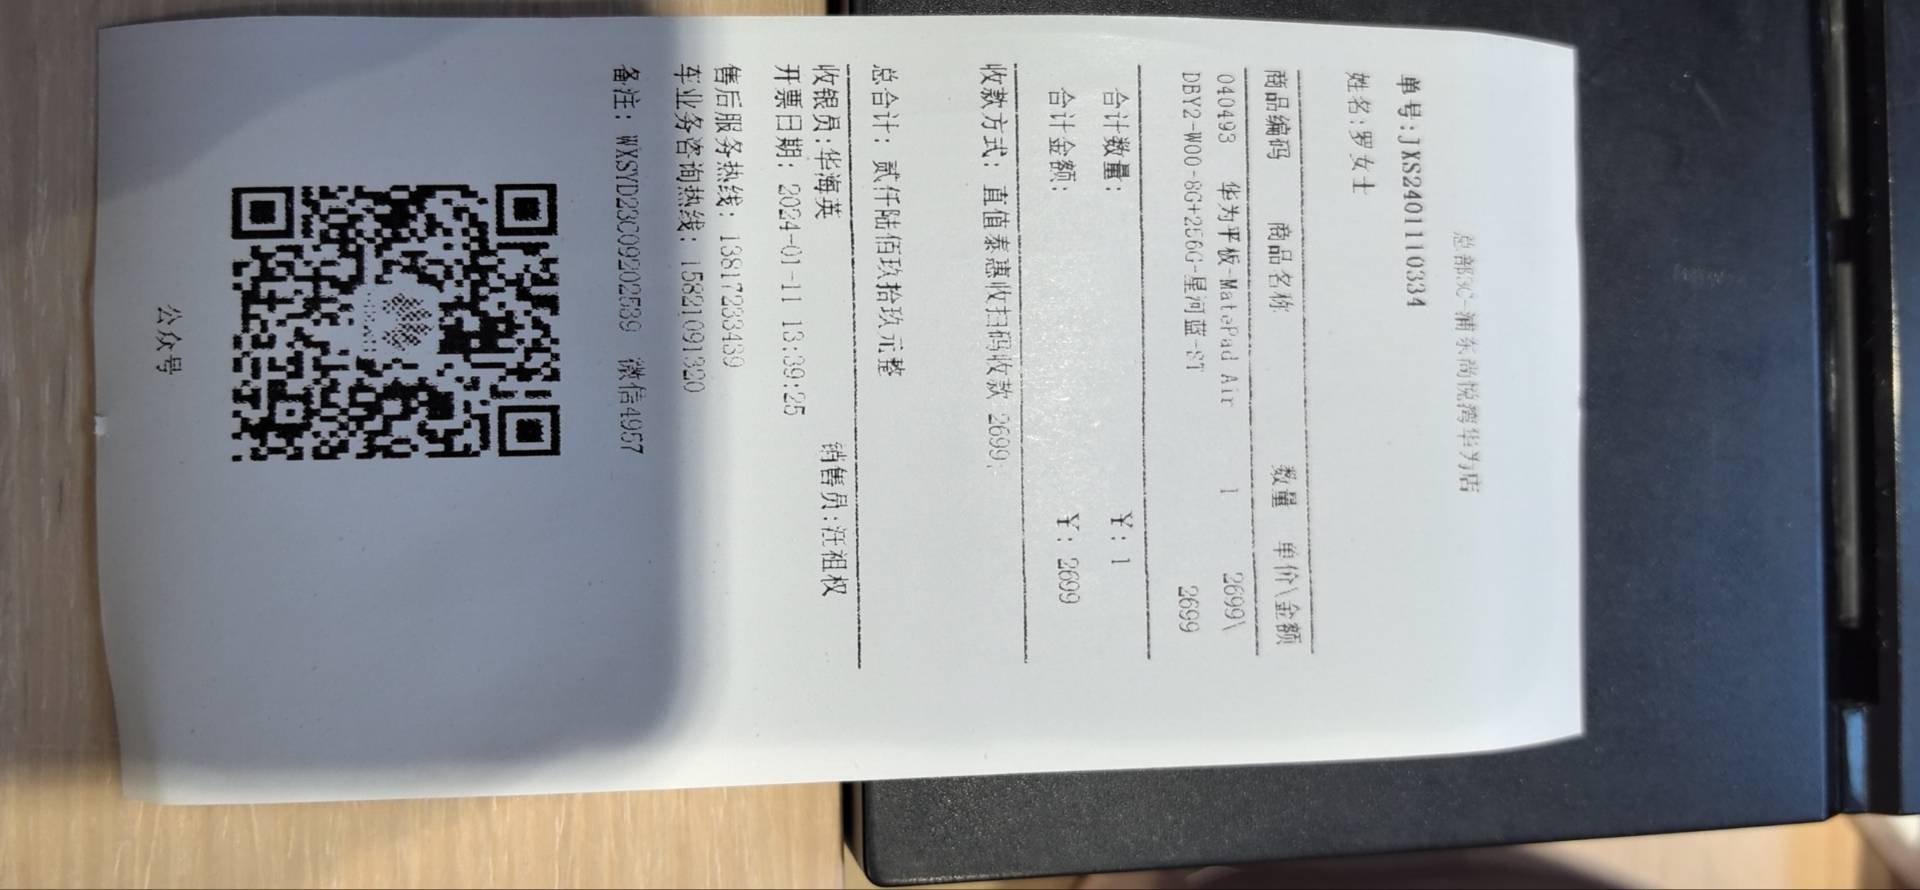 总部3C-浦东尚悦湾华为店
单号:JXS2401110334
姓名:罗女士
商品编码 商品名称 数量 单价\金额
040493 华为平板-MatePad Air 1 2699\
DBY2-W00-8G+256G-星河蓝-ST 2699
合计数量: ¥:1
合计金额: ¥:2699
收款方式: 直值泰惠收扫码收款 2699;
总合计: 贰仟陆佰玖拾玖元整
收银员:华海英 销售员:汪祖权
开票日期: 2024-01-11 13:39:25
售后服务热线: 13817233439
车业务咨询热线: 15821091320
备注: WXSYD23C09202539 微信4957
公众号